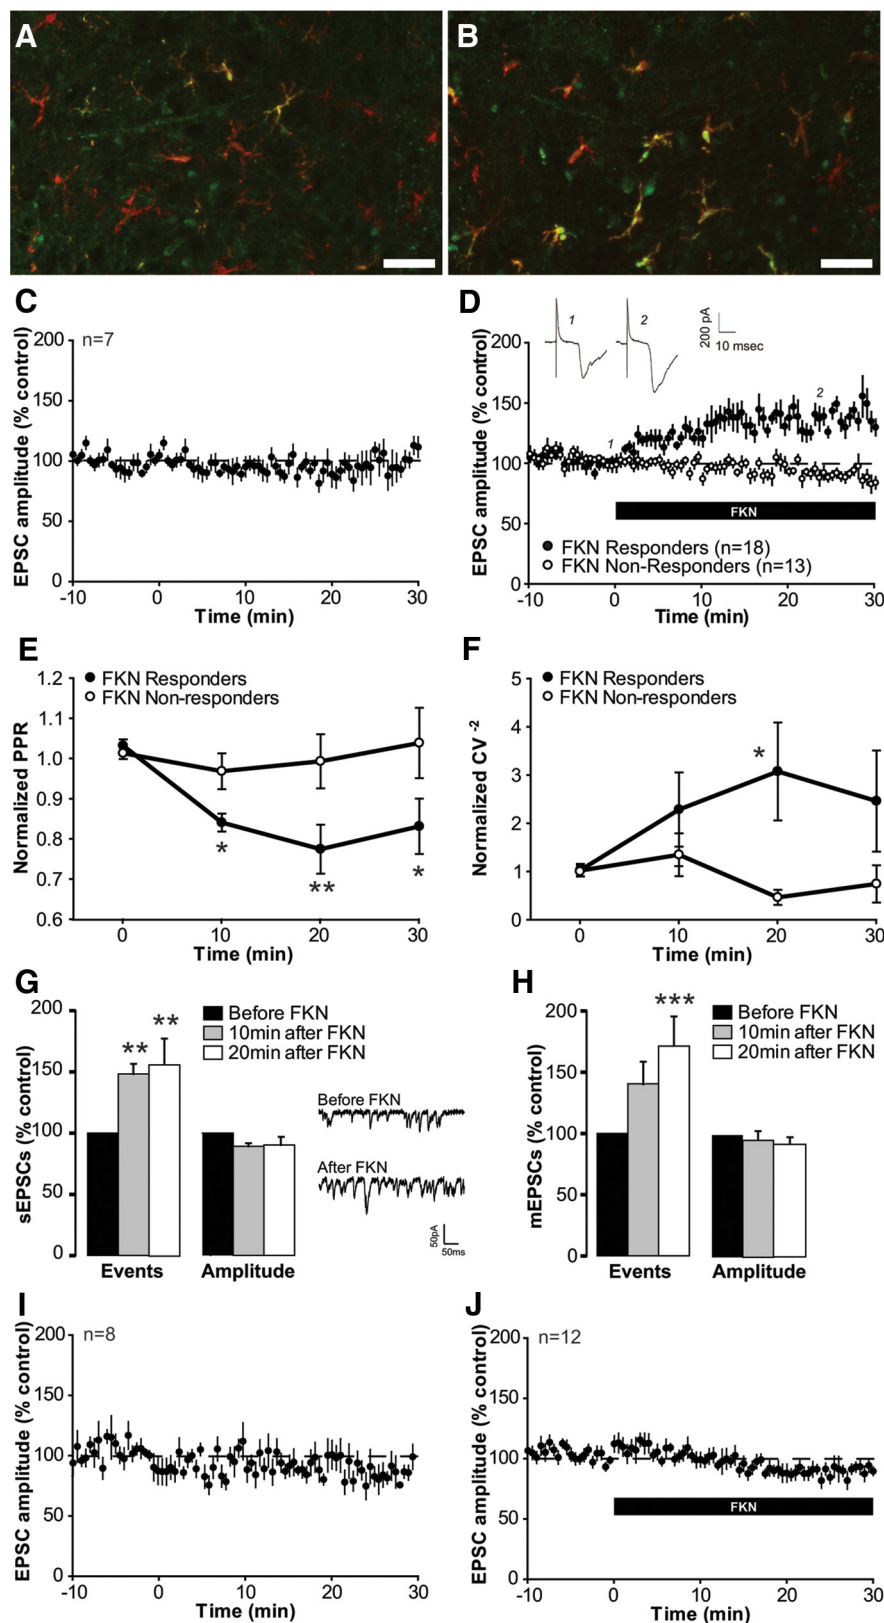 A
B
C
EPSC amplitude (% control)
200
150
100
50
0
n=7
-10
0
10
20
30
Time (min)
D
EPSC amplitude (% control)
200
150
100
50
0
1
2
200 pA
10 msec
1
2
FKN
FKN Responders (n=18)
FKN Non-Responders (n=13)
-10
0
10
20
30
Time (min)
E
Normalized PPR
1.2
1.1
1.0
0.9
0.8
0.7
0.6
FKN Responders
FKN Non-responders
*
**
*
0
10
20
30
Time (min)
F
Normalized CV -2
5
4
3
2
1
0
FKN Responders
FKN Non-responders
*
0
10
20
30
Time (min)
G
sEPSCs (% control)
200
150
100
50
0
** **
Before FKN
10min after FKN
20min after FKN
Before FKN
After FKN
50pA
50ms
Events
Amplitude
H
mEPSCs (% control)
200
150
100
50
0
***
Before FKN
10min after FKN
20min after FKN
Events
Amplitude
I
EPSC amplitude (% control)
200
150
100
50
0
n=8
-10
0
10
20
30
Time (min)
J
EPSC amplitude (% control)
200
150
100
50
0
n=12
FKN
-10
0
10
20
30
Time (min)